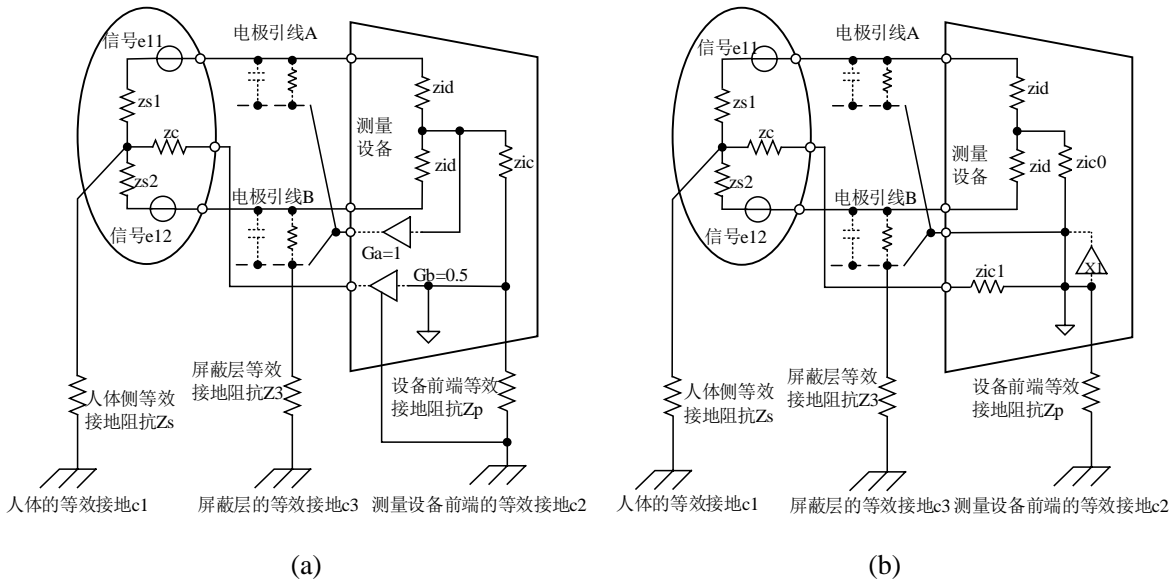 信号e11
电极引线A
zs1
zc
zs2
信号e12
电极引线B
zid
测量
设备
zid
zic
Ga=1
Gb=0.5
人体侧等效
接地阻抗Zs
屏蔽层等效
接地阻抗Z3
设备前端等效
接地阻抗Zp
人体的等效接地c1
屏蔽层的等效接地c3
测量设备前端的等效接地c2
(a)
信号e11
电极引线A
zs1
zc
zs2
信号e12
电极引线B
zid
测量
设备
zid
zic0
zic1
X1
人体侧等效
接地阻抗Zs
屏蔽层等效
接地阻抗Z3
设备前端等效
接地阻抗Zp
人体的等效接地c1
屏蔽层的等效接地c3
测量设备前端的等效接地c2
(b)